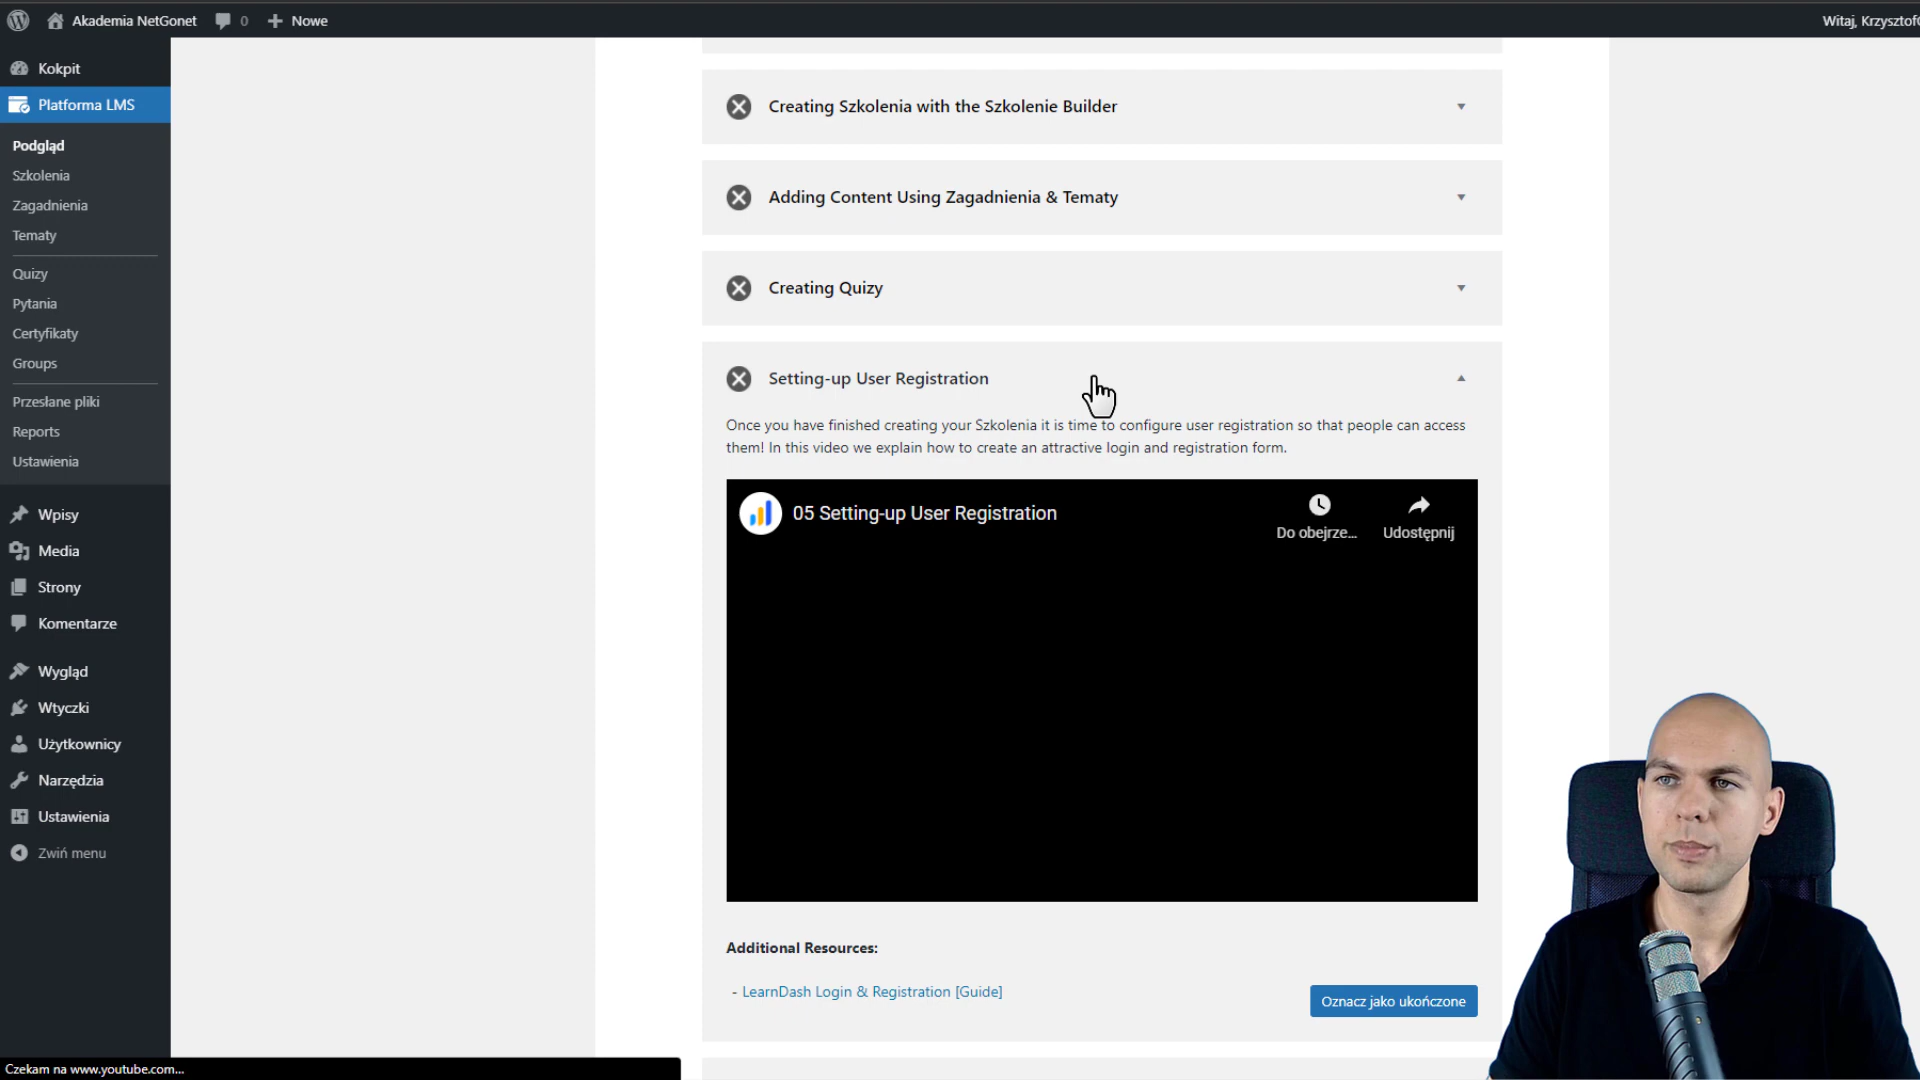 Akademia NetGonet
0
Nowe
Witaj, Krzysztof
Kokpit
Platforma LMS
Podgląd
Szkolenia
Zagadnienia
Tematy
Quizy
Pytania
Certyfikaty
Groups
Przesłane pliki
Reports
Ustawienia
Wpisy
Media
Strony
Komentarze
Wygląd
Wtyczki
Użytkownicy
Narzędzia
Ustawienia
Zwiń menu
Creating Szkolenia with the Szkolenie Builder
Adding Content Using Zagadnienia & Tematy
Creating Quizy
Setting-up User Registration
Once you have finished creating your Szkolenia it is time to configure user registration so that people can access
them! In this video we explain how to create an attractive login and registration form.
05 Setting-up User Registration
Do obejrze...
Udostępnij
Additional Resources:
- LearnDash Login & Registration [Guide]
Oznacz jako ukończone
Czekam na www.youtube.com...